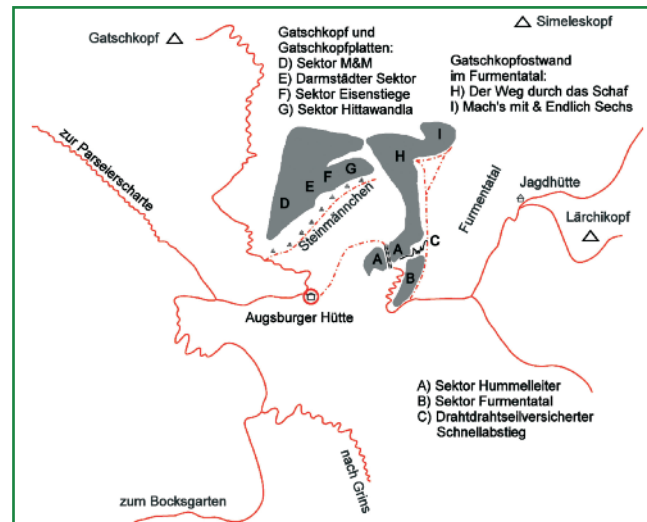 Gatschkopf
Gatschkopf und
Gatschkopfplatten:
D) Sektor M&M
E) Darmstädter Sektor
F) Sektor Eisenstiege
G) Sektor Hittawandla
Simeleskopf
Gatschkopfostwand
im Furmentatal:
H) Der Weg durch das Schaf
I) Mach's mit & Endlich Sechs
zur Parseierscharte
I
H
G
F
E
D
Steinmännchen
Furmentatal
Jagdhütte
Lärchikopf
A
A
C
B
Augsburger Hütte
A) Sektor Hummelleiter
B) Sektor Furmentatal
C) Drahtdrahtseilversicherter
Schnellabstieg
nach Grins
zum Bocksgarten